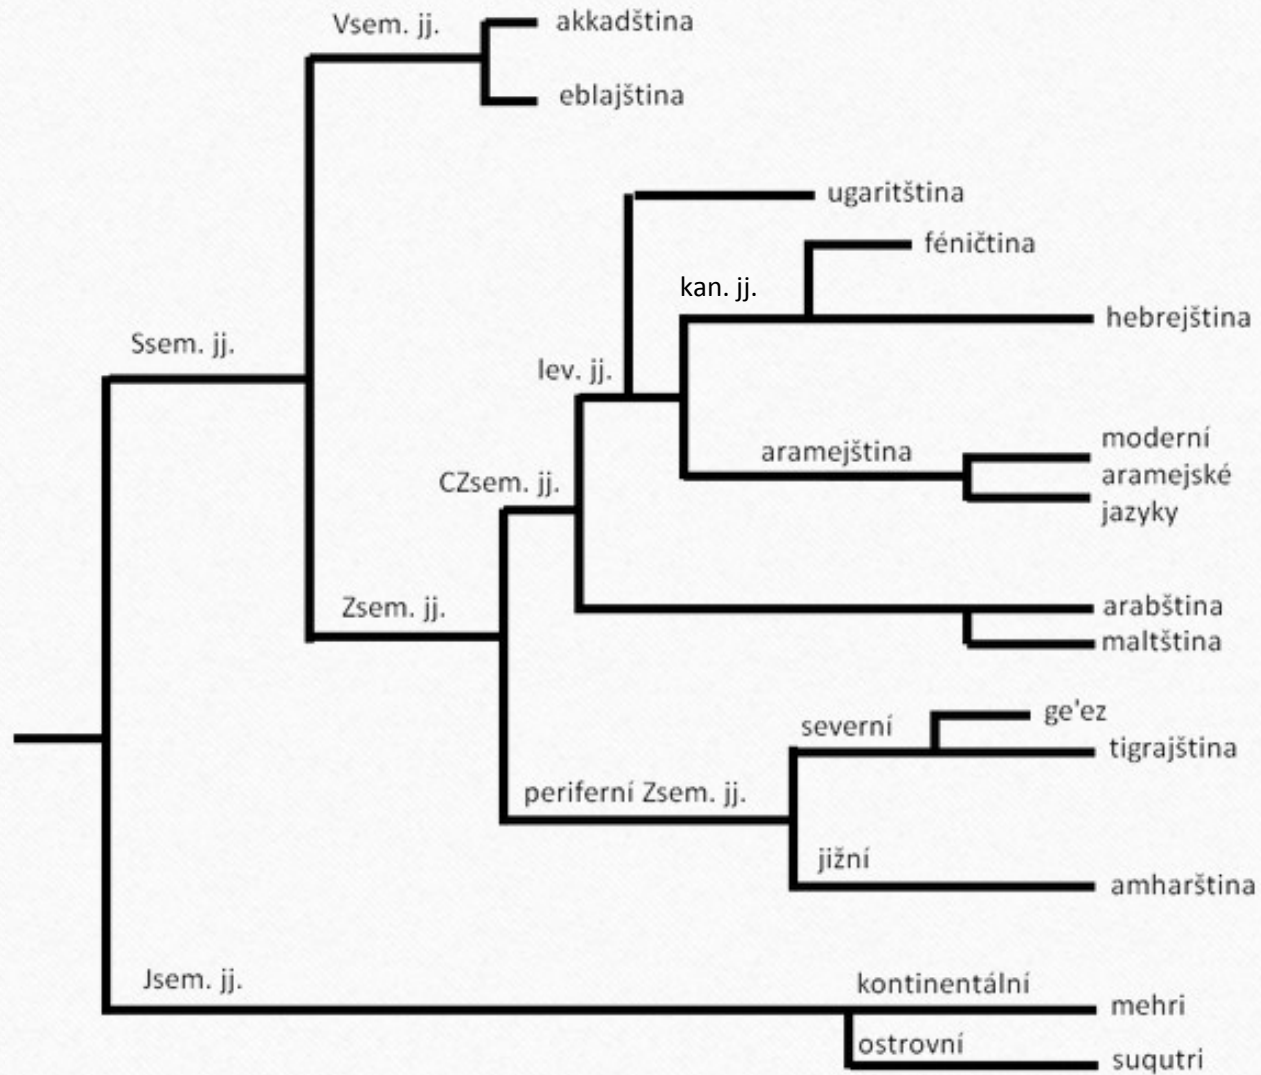 Vsem. jj.
akkadština
eblajština
ugaritština
féničtina
kan. jj.
hebrejština
Ssem. jj.
lev. jj.
moderní
aramejské
jazyky
aramejština
CZsem. jj.
Zsem. jj.
arabština
maltština
ge'ez
severní
tigrajština
periferní Zsem. jj.
jižní
amharština
Jsem. jj.
kontinentální
mehri
ostrovní
suqutri